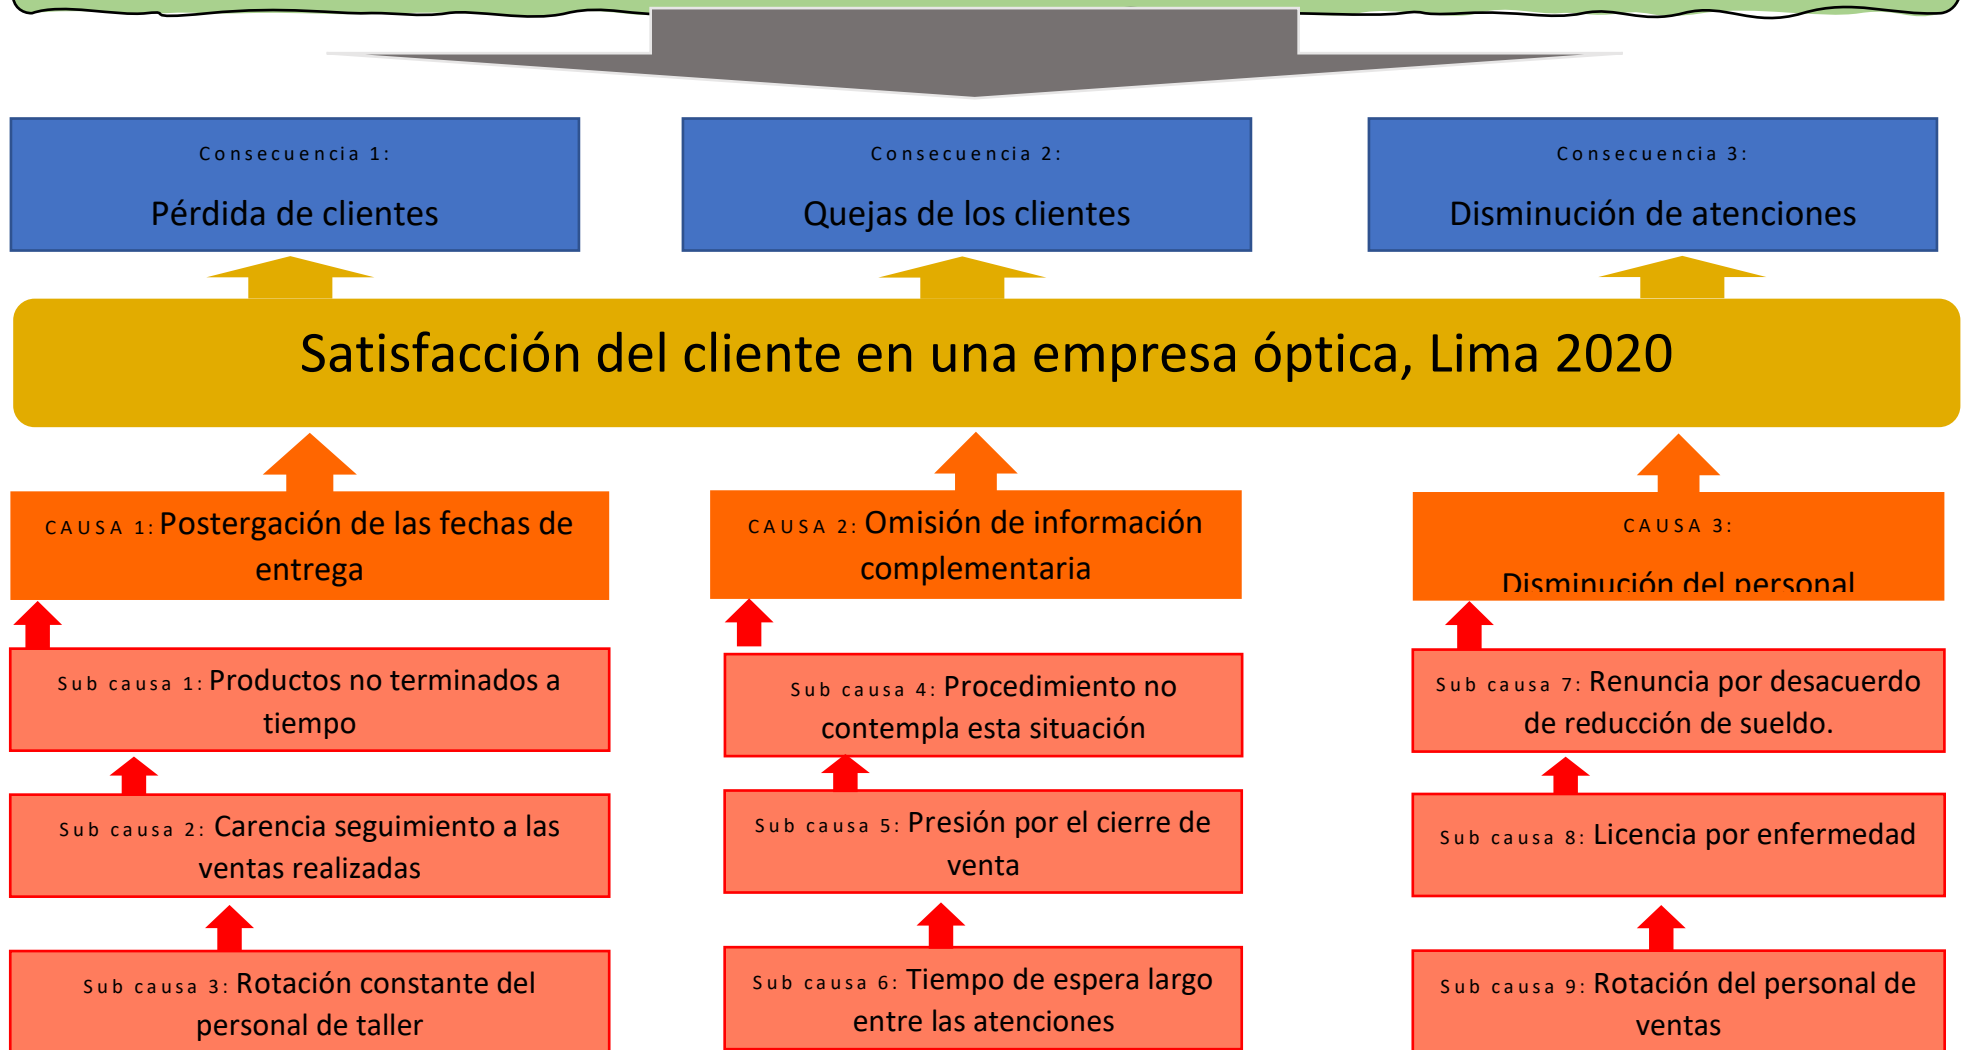 Consecuencia 1:
Pérdida de clientes
Consecuencia 2:
Quejas de los clientes
Consecuencia 3:
Disminución de atenciones
Satisfacción del cliente en una empresa óptica, Lima 2020
CAUSA 1: Postergación de las fechas de
entrega
CAUSA 2: Omisión de información
complementaria
CAUSA 3:
Disminución del personal
Sub causa 1: Productos no terminados a
tiempo
Sub causa 4: Procedimiento no
contempla esta situación
Sub causa 7: Renuncia por desacuerdo
de reducción de sueldo.
Sub causa 2: Carencia seguimiento a las
ventas realizadas
Sub causa 5: Presión por el cierre de
venta
Sub causa 8: Licencia por enfermedad
Sub causa 3: Rotación constante del
personal de taller
Sub causa 6: Tiempo de espera largo
entre las atenciones
Sub causa 9: Rotación del personal de
ventas